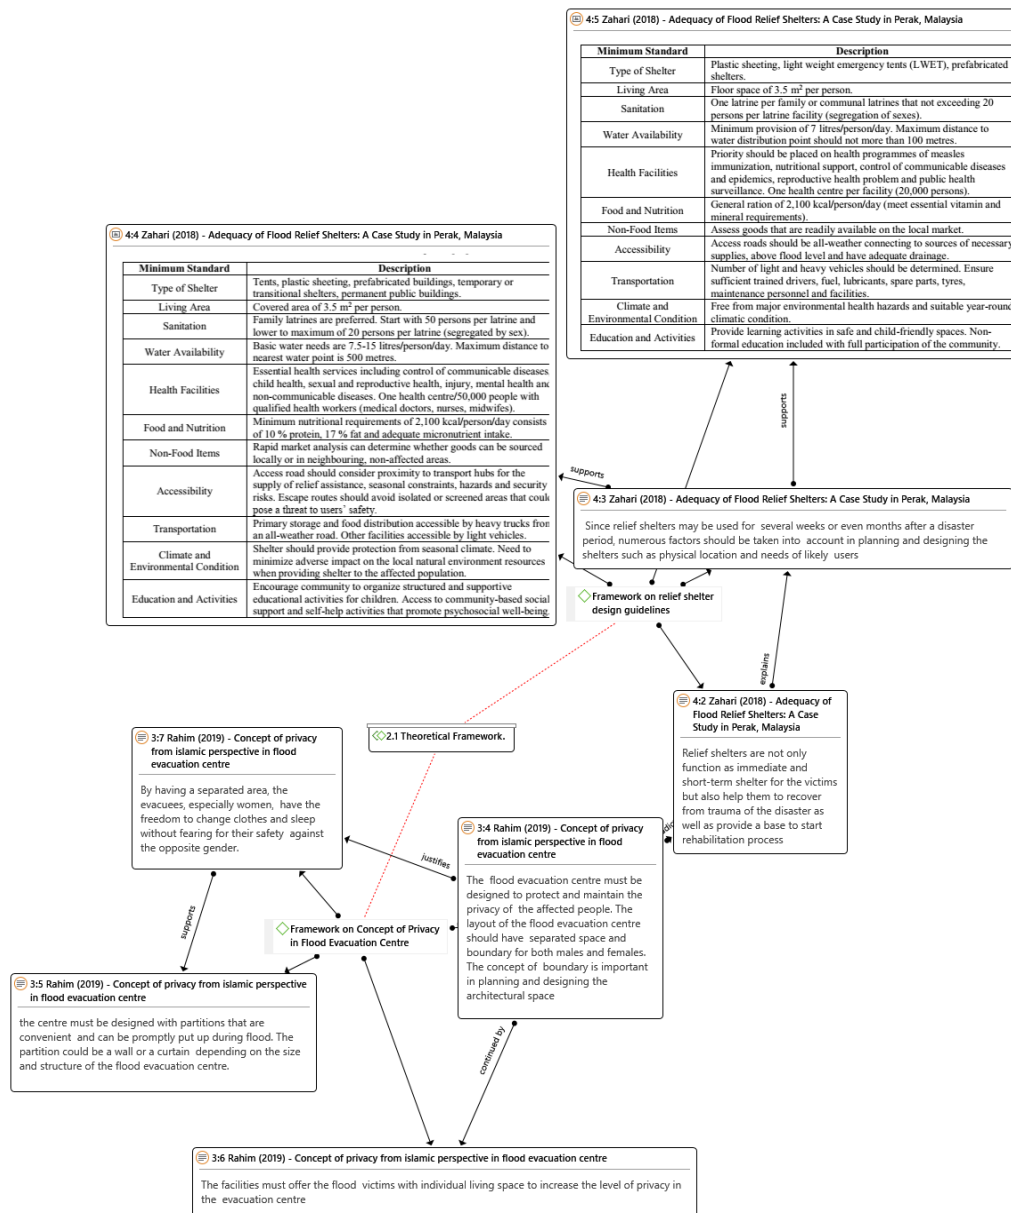 4:5 Zahari (2018) - Adequacy of Flood Relief Shelters: A Case Study in Perak, Malaysia
Minimum Standard Description
Type of Shelter Plastic sheeting, light weight emergency tents (LWET), prefabricated
shelters.
Living Area Floor space of 3.5 m² per person.
Sanitation One latrine per family or communal latrines that not exceeding 20
persons per latrine facility (segregation of sexes).
Water Availability Minimum provision of 7 litres/person/day. Maximum distance to
water distribution point should not more than 100 metres.
Health Facilities Priority should be placed on health programmes of measles
immunization, nutritional support, control of communicable diseases
and epidemics, reproductive health problem and public health
surveillance. One health centre per facility (20,000 persons).
Food and Nutrition General ration of 2,100 kcal/person/day (meet essential vitamin and
mineral requirements).
Non-Food Items Assess goods that are readily available on the local market.
Accessibility Access roads should be all-weather connecting to sources of necessary
supplies, above flood level and have adequate drainage.
Transportation Number of light and heavy vehicles should be determined. Ensure
sufficient trained drivers, fuel, lubricants, spare parts, tyres,
maintenance personnel and facilities.
Climate and Environmental Condition Free from major environmental health hazards and suitable year-round
climatic condition.
Education and Activities Provide learning activities in safe and child-friendly spaces. Non-
formal education included with full participation of the community.
4:4 Zahari (2018) - Adequacy of Flood Relief Shelters: A Case Study in Perak, Malaysia
Minimum Standard Description
Type of Shelter Tents, plastic sheeting, prefabricated buildings, temporary or
transitional shelters, permanent public buildings.
Living Area Covered area of 3.5 m² per person.
Sanitation Family latrines are preferred. Start with 50 persons per latrine and
lower to maximum of 20 persons per latrine (segregated by sex).
Water Availability Basic water needs are 7.5-15 litres/person/day. Maximum distance to
nearest water point is 500 metres.
Health Facilities Essential health services including control of communicable diseases
child health, sexual and reproductive health, injury, mental health and
non-communicable diseases. One health centre/50,000 people with
qualified health workers (medical doctors, nurses, midwifes).
Food and Nutrition Minimum nutritional requirements of 2,100 kcal/person/day consists
of 10 % protein, 17 % fat and adequate micronutrient intake.
Non-Food Items Rapid market analysis can determine whether goods can be sourced
locally or in neighbouring, non-affected areas.
Accessibility Access road should consider proximity to transport hubs for the
supply of relief assistance, seasonal constraints, hazards and security
risks. Escape routes should avoid isolated or screened areas that could
pose a threat to users' safety.
Transportation Primary storage and food distribution accessible by heavy trucks from
an all-weather road. Other facilities accessible by light vehicles.
Climate and Environmental Condition Shelter should provide protection from seasonal climate. Need to
minimize adverse impact on the local natural environment resources
when providing shelter to the affected population.
Education and Activities Encourage community to organize structured and supportive
educational activities for children. Access to community-based social
support and self-help activities that promote psychosocial well-being.
supports
supports
4:3 Zahari (2018) - Adequacy of Flood Relief Shelters: A Case Study in Perak, Malaysia
Since relief shelters may be used for several weeks or even months after a disaster
period, numerous factors should be taken into account in planning and designing the
shelters such as physical location and needs of likely users
Framework on relief shelter
design guidelines
explains
4:2 Zahari (2018) - Adequacy of
Flood Relief Shelters: A Case
Study in Perak, Malaysia
Relief shelters are not only
function as immediate and
short-term shelter for the victims
but also help them to recover
from trauma of the disaster as
well as provide a base to start
rehabilitation process
2.1 Theoretical Framework.
3:7 Rahim (2019) - Concept of privacy
from islamic perspective in flood
evacuation centre
By having a separated area, the
evacuees, especially women, have the
freedom to change clothes and sleep
without fearing for their safety against
the opposite gender.
justifies
3:4 Rahim (2019) - Concept of privacy
from islamic perspective in flood
evacuation centre
The flood evacuation centre must be
designed to protect and maintain the
privacy of the affected people. The
layout of the flood evacuation centre
should have separated space and
boundary for both males and females.
The concept of boundary is important
in planning and designing the
architectural space
supports
Framework on Concept of Privacy
in Flood Evacuation Centre
3:5 Rahim (2019) - Concept of privacy from islamic perspective
in flood evacuation centre
the centre must be designed with partitions that are
convenient and can be promptly put up during flood. The
partition could be a wall or a curtain depending on the size
and structure of the flood evacuation centre.
continued by
3:6 Rahim (2019) - Concept of privacy from islamic perspective in flood evacuation centre
The facilities must offer the flood victims with individual living space to increase the level of privacy in
the evacuation centre